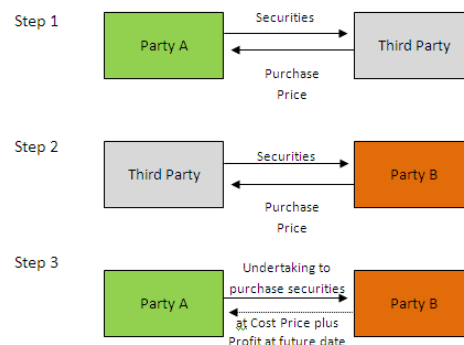 Step 1
Securities
Party A
Third Party
Purchase
Price
Step 2
Securities
Third Party
Party B
Purchase
Price
Step 3
Undertaking to
purchase securities
Party A
Party B
at Cost Price plus
Profit at future date